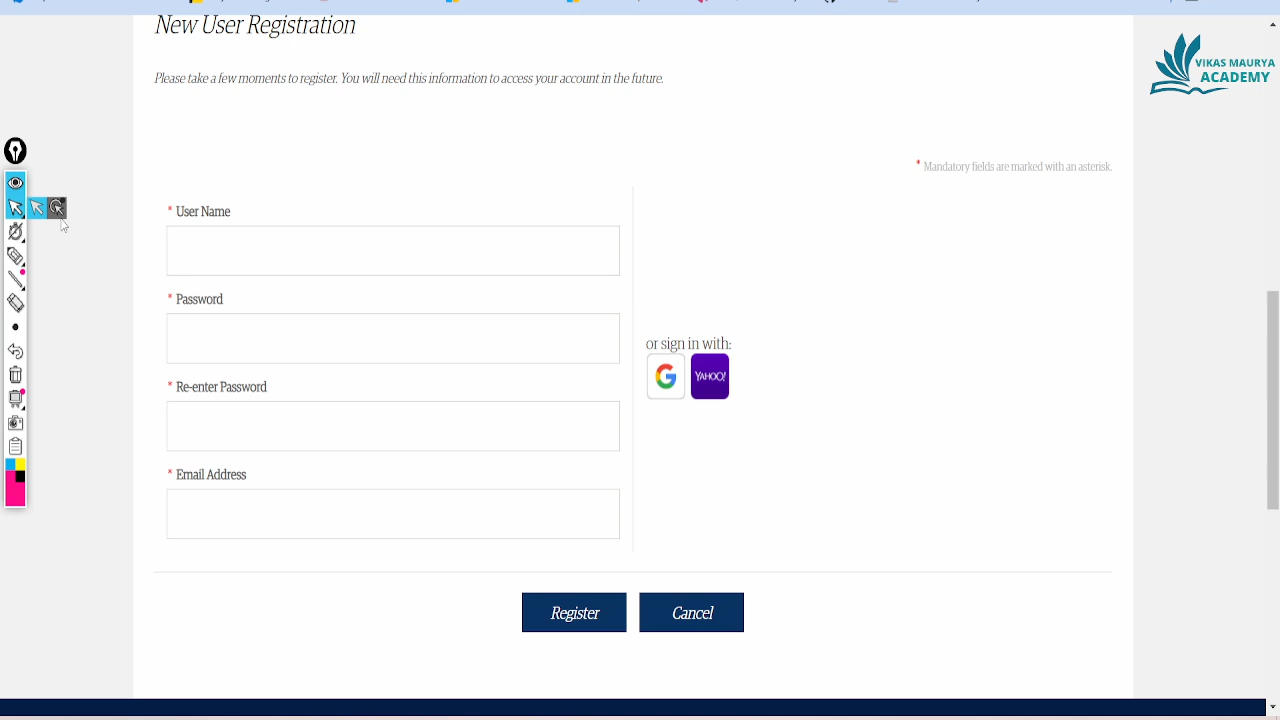 New User Registration
VIKAS MAURYA
ACADEMY
Please take a few moments to register. You will need this information to access your account in the future.
* Mandatory fields are marked with an asterisk.
* User Name
* Password
or sign in with:
G YAHOO!
* Re-enter Password
* Email Address
Register Cancel